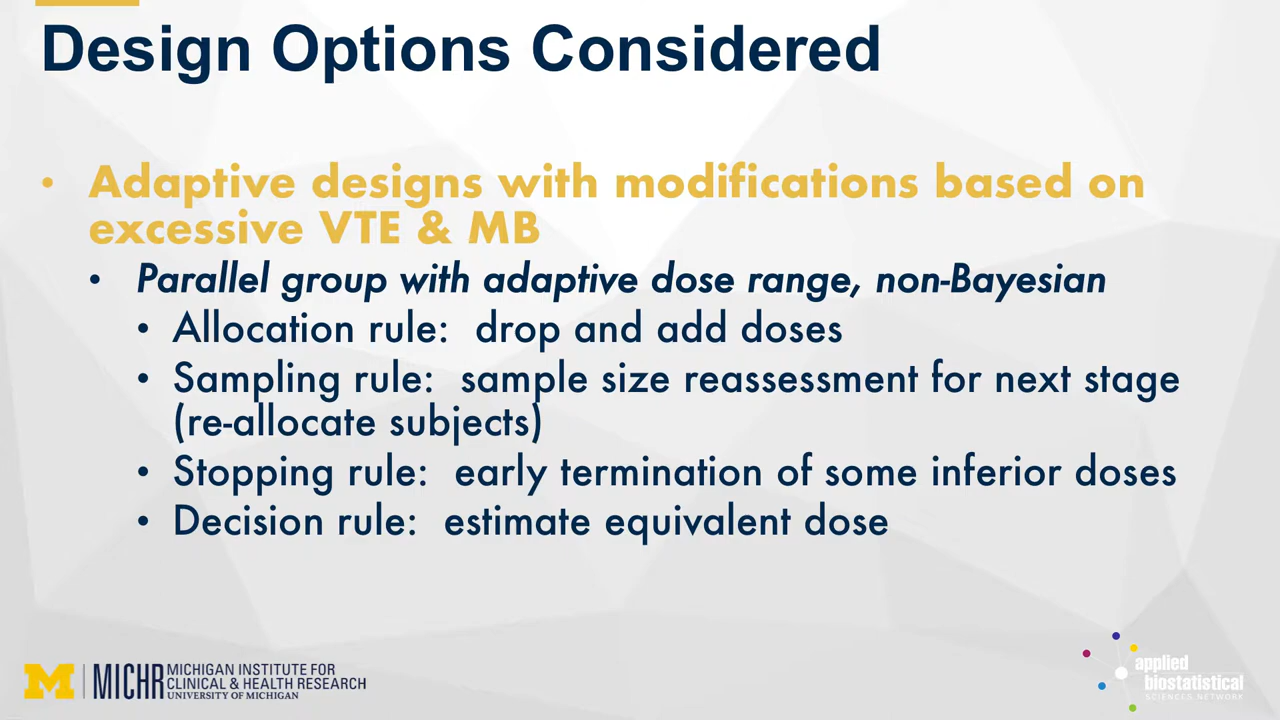 Design Options Considered
• Adaptive designs with modifications based on
excessive VTE & MB
• Parallel group with adaptive dose range, non-Bayesian
• Allocation rule: drop and add doses
• Sampling rule: sample size reassessment for next stage
(re-allocate subjects)
• Stopping rule: early termination of some inferior doses
• Decision rule: estimate equivalent dose
M MICHR MICHIGAN INSTITUTE FOR
CLINICAL & HEALTH RESEARCH
UNIVERSITY OF MICHIGAN
applied
biostatistical
SCIENCES NETWORK